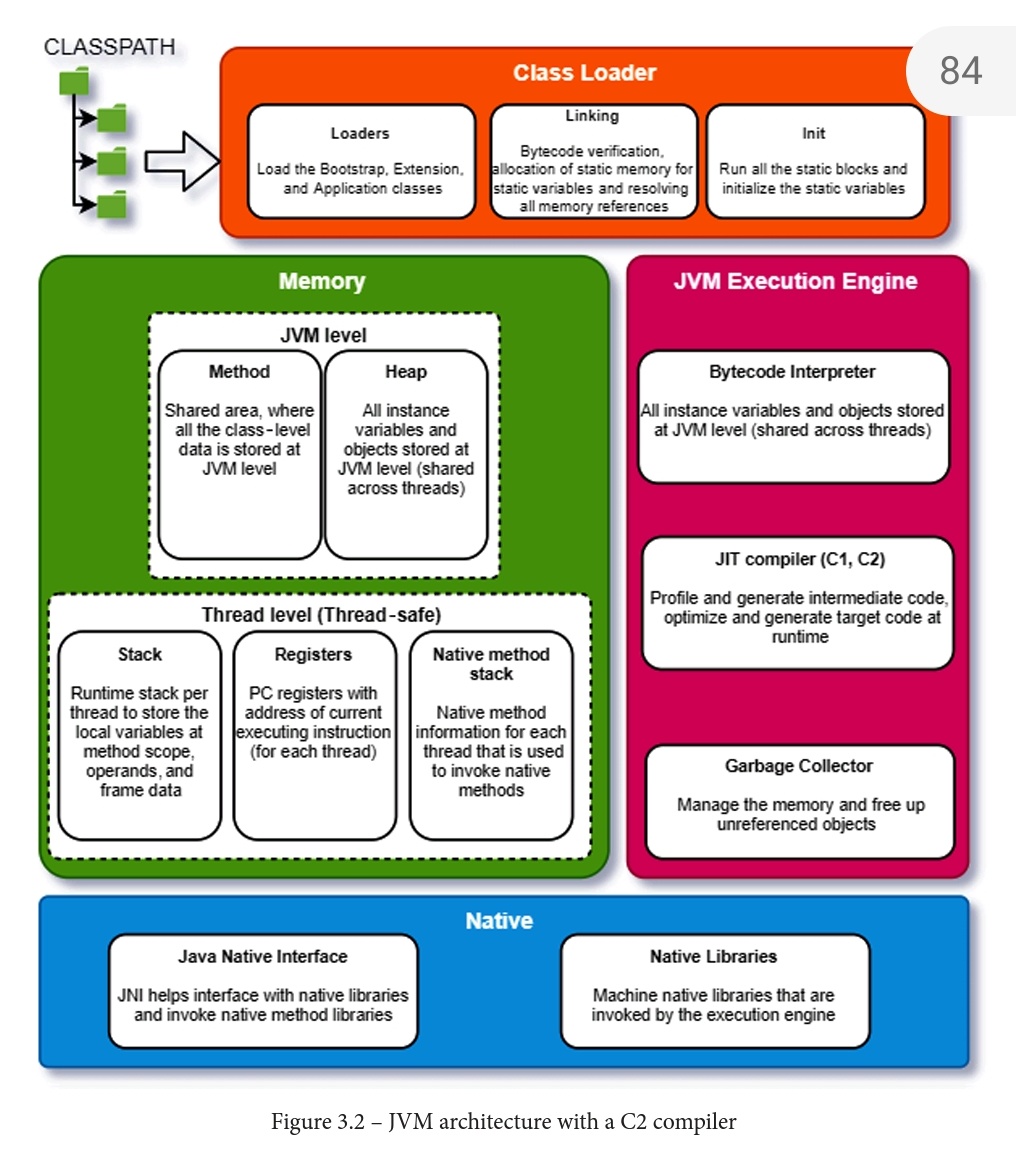 CLASSPATH
84
Class Loader
Loaders
Load the Bootstrap, Extension,
and Application classes
Linking
Bytecode verification,
allocation of static memory for
static variables and resolving
all memory references
Init
Run all the static blocks and
initialize the static variables
Memory
JVM level
Method
Shared area, where
all the class-level
data is stored at
JVM level
Heap
All instance
variables and
objects stored at
JVM level (shared
across threads)
Thread level (Thread-safe)
Stack
Runtime stack per
thread to store the
local variables at
method scope,
operands, and
frame data
Registers
PC registers with
address of current
executing instruction
(for each thread)
Native method
stack
Native method
information for each
thread that is used
to invoke native
methods
JVM Execution Engine
Bytecode Interpreter
All instance variables and objects stored
at JVM level (shared across threads)
JIT compiler (C1, C2)
Profile and generate intermediate code,
optimize and generate target code at
runtime
Garbage Collector
Manage the memory and free up
unreferenced objects
Native
Java Native Interface
JNI helps interface with native libraries
and invoke native method libraries
Native Libraries
Machine native libraries that are
invoked by the execution engine
Figure 3.2 – JVM architecture with a C2 compiler